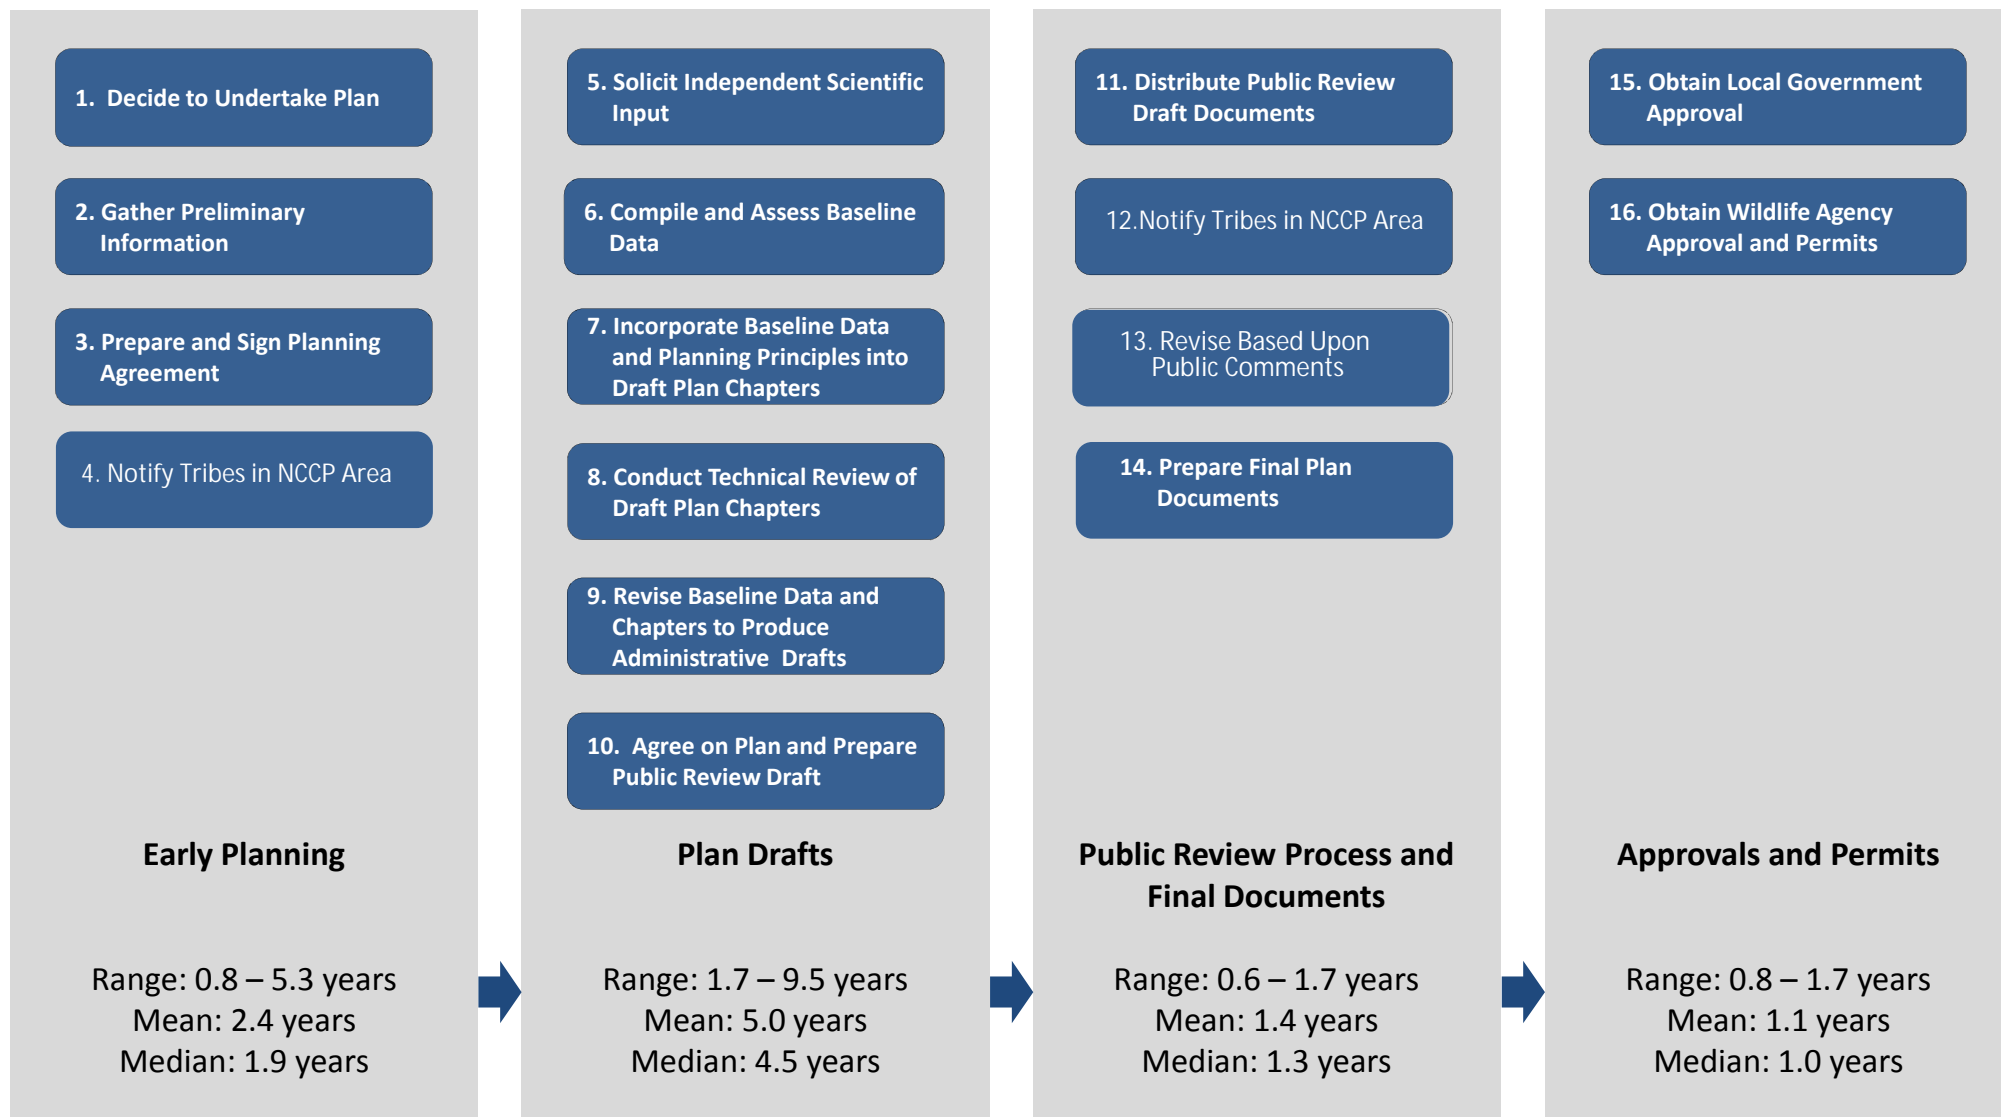 1. Decide to Undertake Plan
2. Gather Preliminary
Information
3. Prepare and Sign Planning
Agreement
4. Notify Tribes in NCCP Area
Early Planning
Range: 0.8 – 5.3 years
Mean: 2.4 years
Median: 1.9 years
5. Solicit Independent Scientific
Input
6. Compile and Assess Baseline
Data
7. Incorporate Baseline Data
and Planning Principles into
Draft Plan Chapters
8. Conduct Technical Review of
Draft Plan Chapters
9. Revise Baseline Data and
Chapters to Produce
Administrative Drafts
10. Agree on Plan and Prepare
Public Review Draft
Plan Drafts
Range: 1.7 – 9.5 years
Mean: 5.0 years
Median: 4.5 years
11. Distribute Public Review
Draft Documents
12.Notify Tribes in NCCP Area
13. Revise Based Upon
Public Comments
14. Prepare Final Plan
Documents
Public Review Process and
Final Documents
Range: 0.6 – 1.7 years
Mean: 1.4 years
Median: 1.3 years
15. Obtain Local Government
Approval
16. Obtain Wildlife Agency
Approval and Permits
Approvals and Permits
Range: 0.8 – 1.7 years
Mean: 1.1 years
Median: 1.0 years